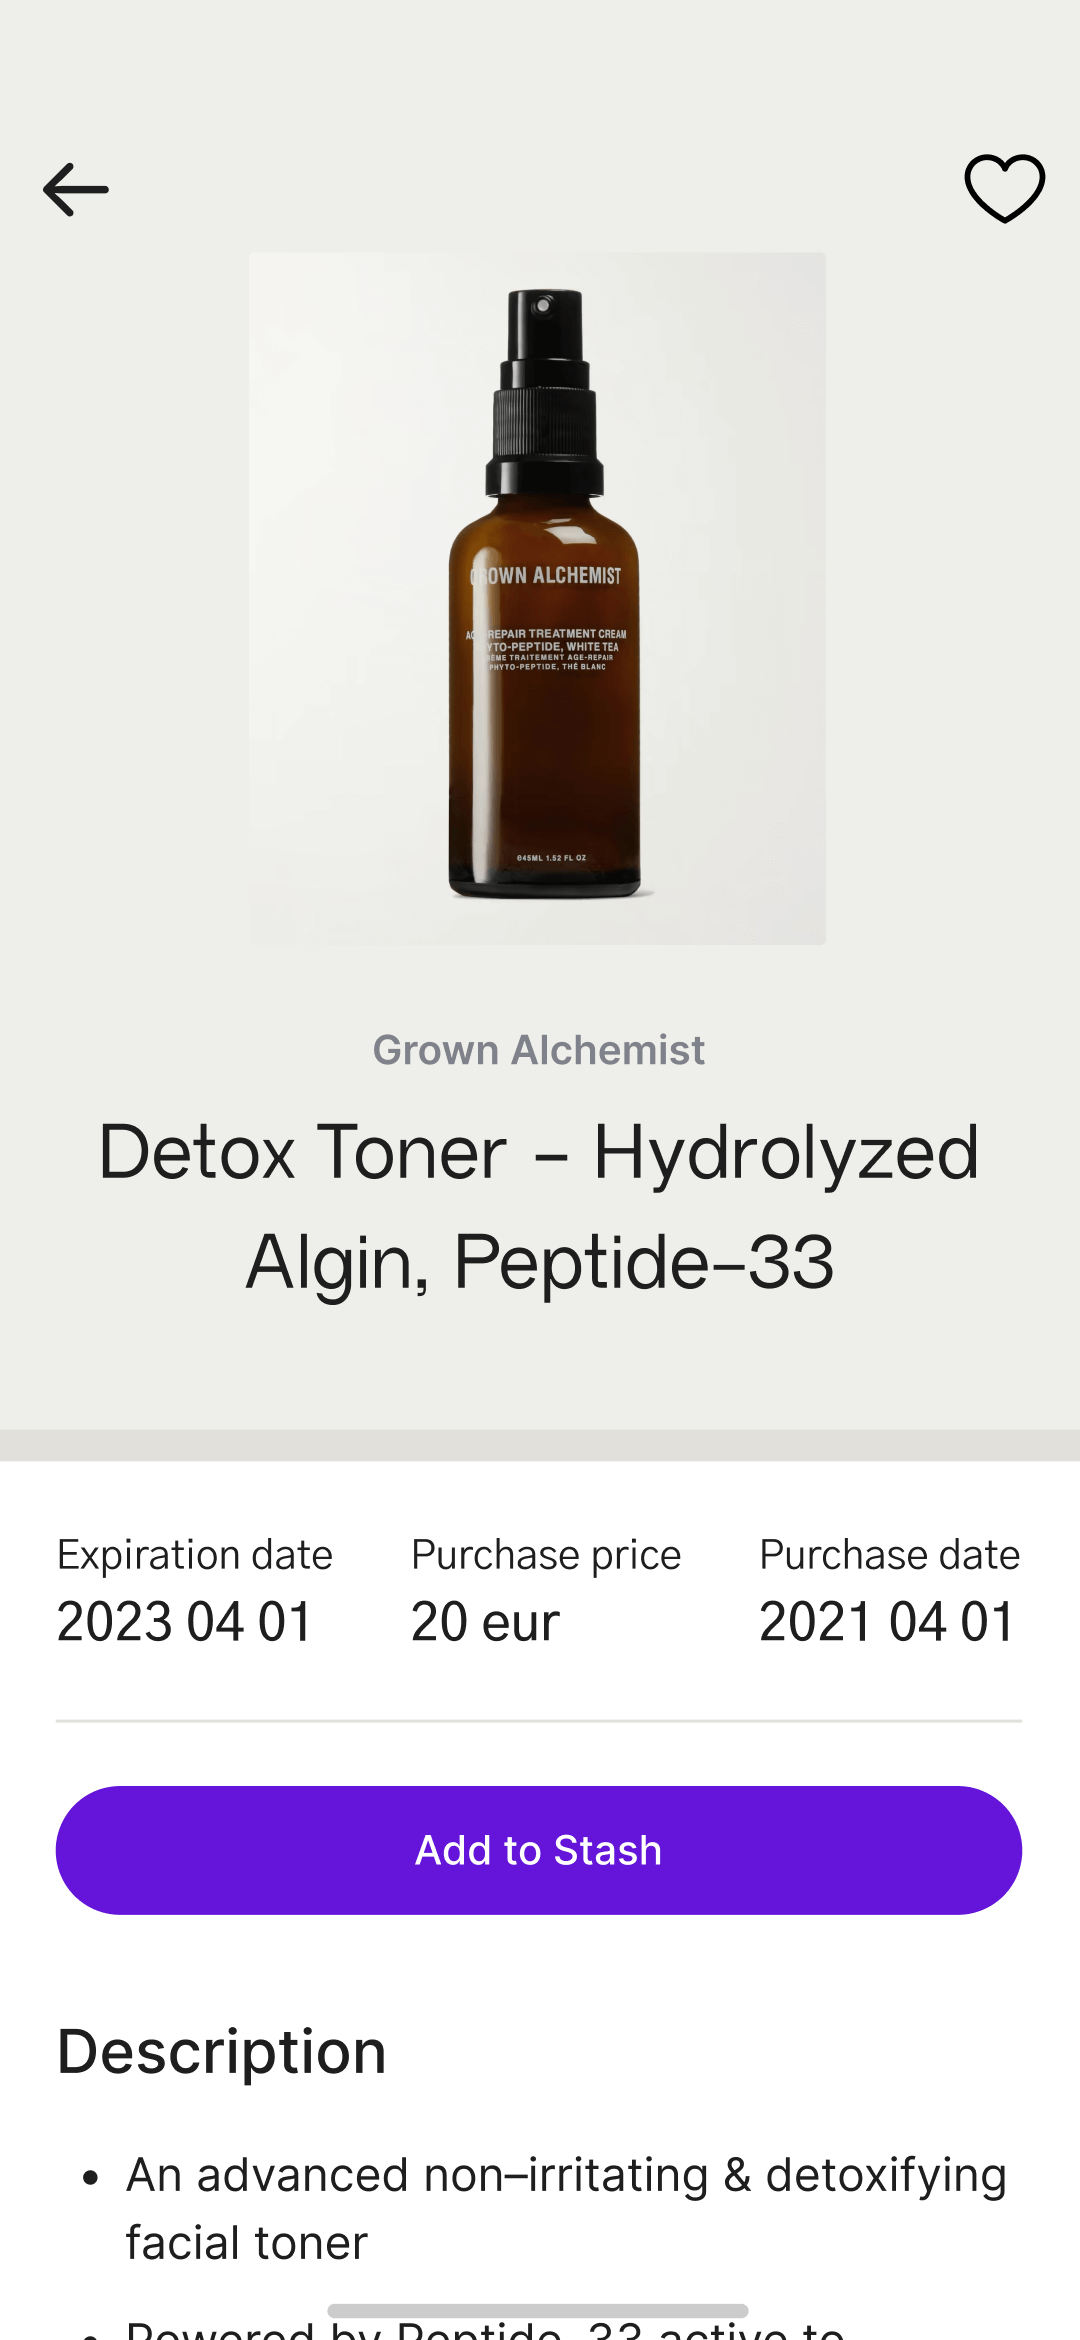 GROWN ALCHEMIST
AGE-REPAIR TREATMENT CREAM
PHYTO-PEPTIDE, WHITE TEA
CRÈME TRAITEMENT AGE-REPAIR
PHYTO-PEPTIDE, THÉ BLANC
e45ML 1.52 FL OZ
Grown Alchemist
Detox Toner – Hydrolyzed
Algin, Peptide–33
Expiration date
Purchase price
Purchase date
2023 04 01
20 eur
2021 04 01
Add to Stash
Description
• An advanced non–irritating & detoxifying
facial toner
• Powered by Peptide–33 active to